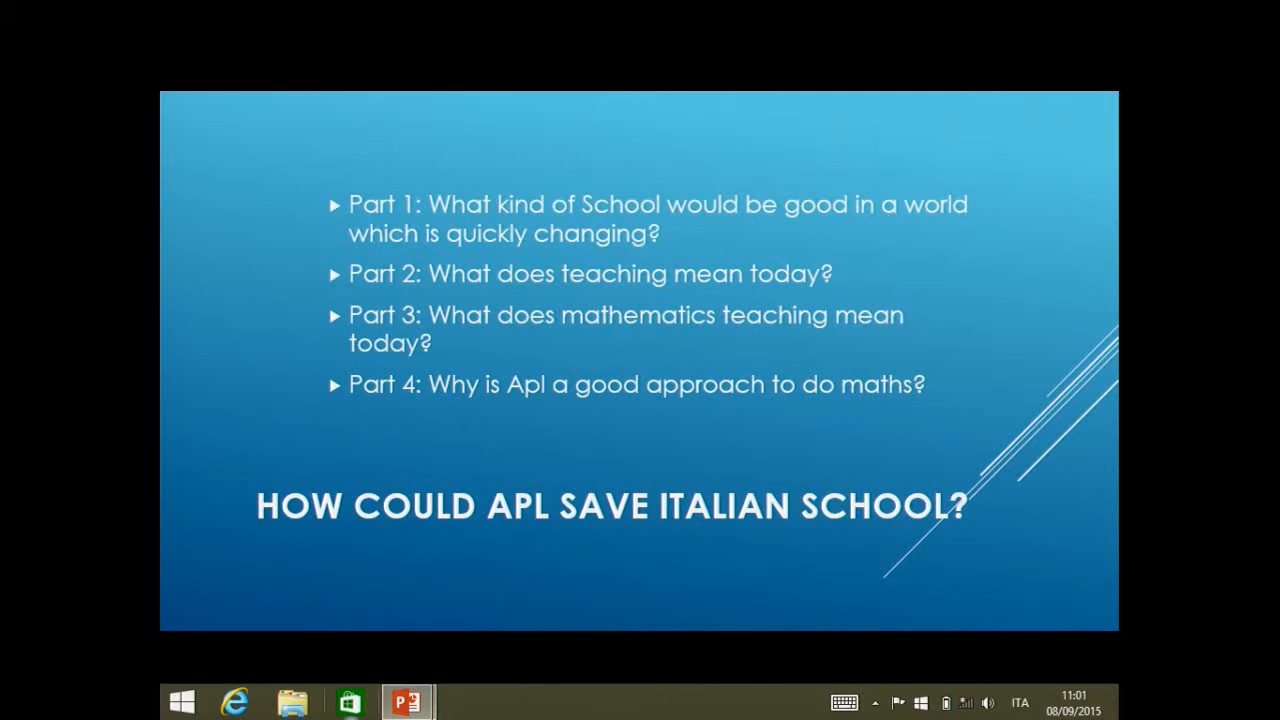 Part 1: What kind of School would be good in a world
which is quickly changing?
Part 2: What does teaching mean today?
Part 3: What does mathematics teaching mean
today?
Part 4: Why is Apl a good approach to do maths?
HOW COULD APL SAVE ITALIAN SCHOOL?
ITA
11:01
08/09/2015